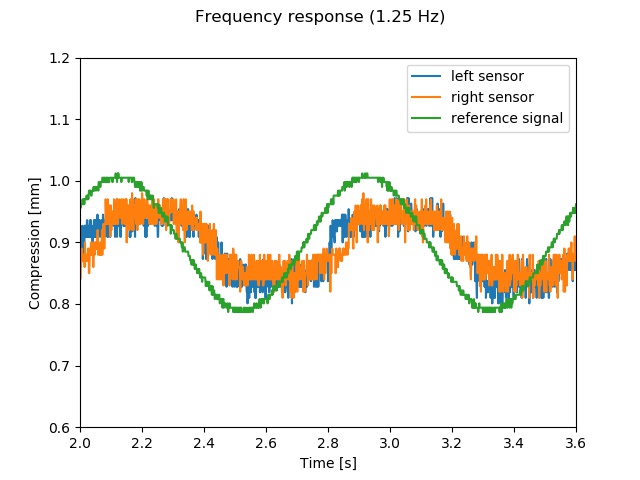 Frequency response (1.25 Hz)
1.2
1.1
1.0
0.9
0.8
0.7
0.6
Compression [mm]
left sensor
right sensor
reference signal
2.0 2.2 2.4 2.6 2.8 3.0 3.2 3.4 3.6
Time [s]